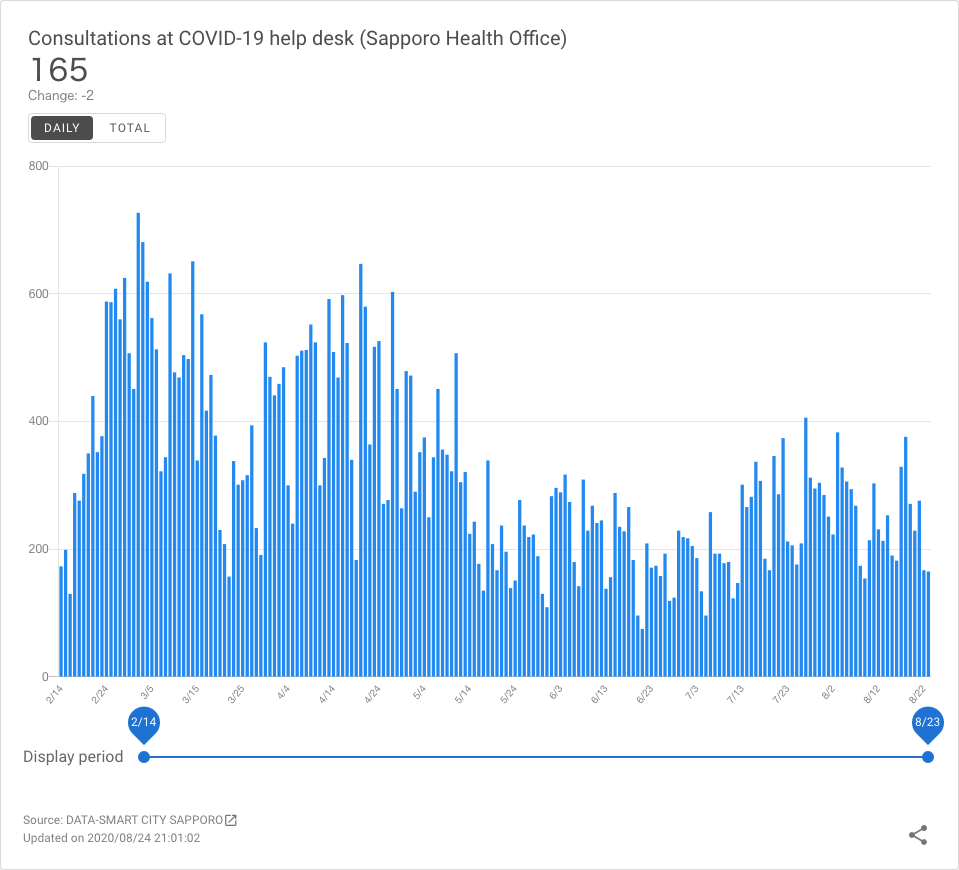 Consultations at COVID-19 help desk (Sapporo Health Office)
165
Change: -2
DAILY TOTAL
800
600
400
200
0
2/14 2/24 3/5 3/15 3/25 4/4 4/14 4/24 5/4 5/14 5/24 6/3 6/13 6/23 7/3 7/13 7/23 8/2 8/12 8/22
2/14 8/23
Display period
Source: DATA-SMART CITY SAPPORO
Updated on 2020/08/24 21:01:02